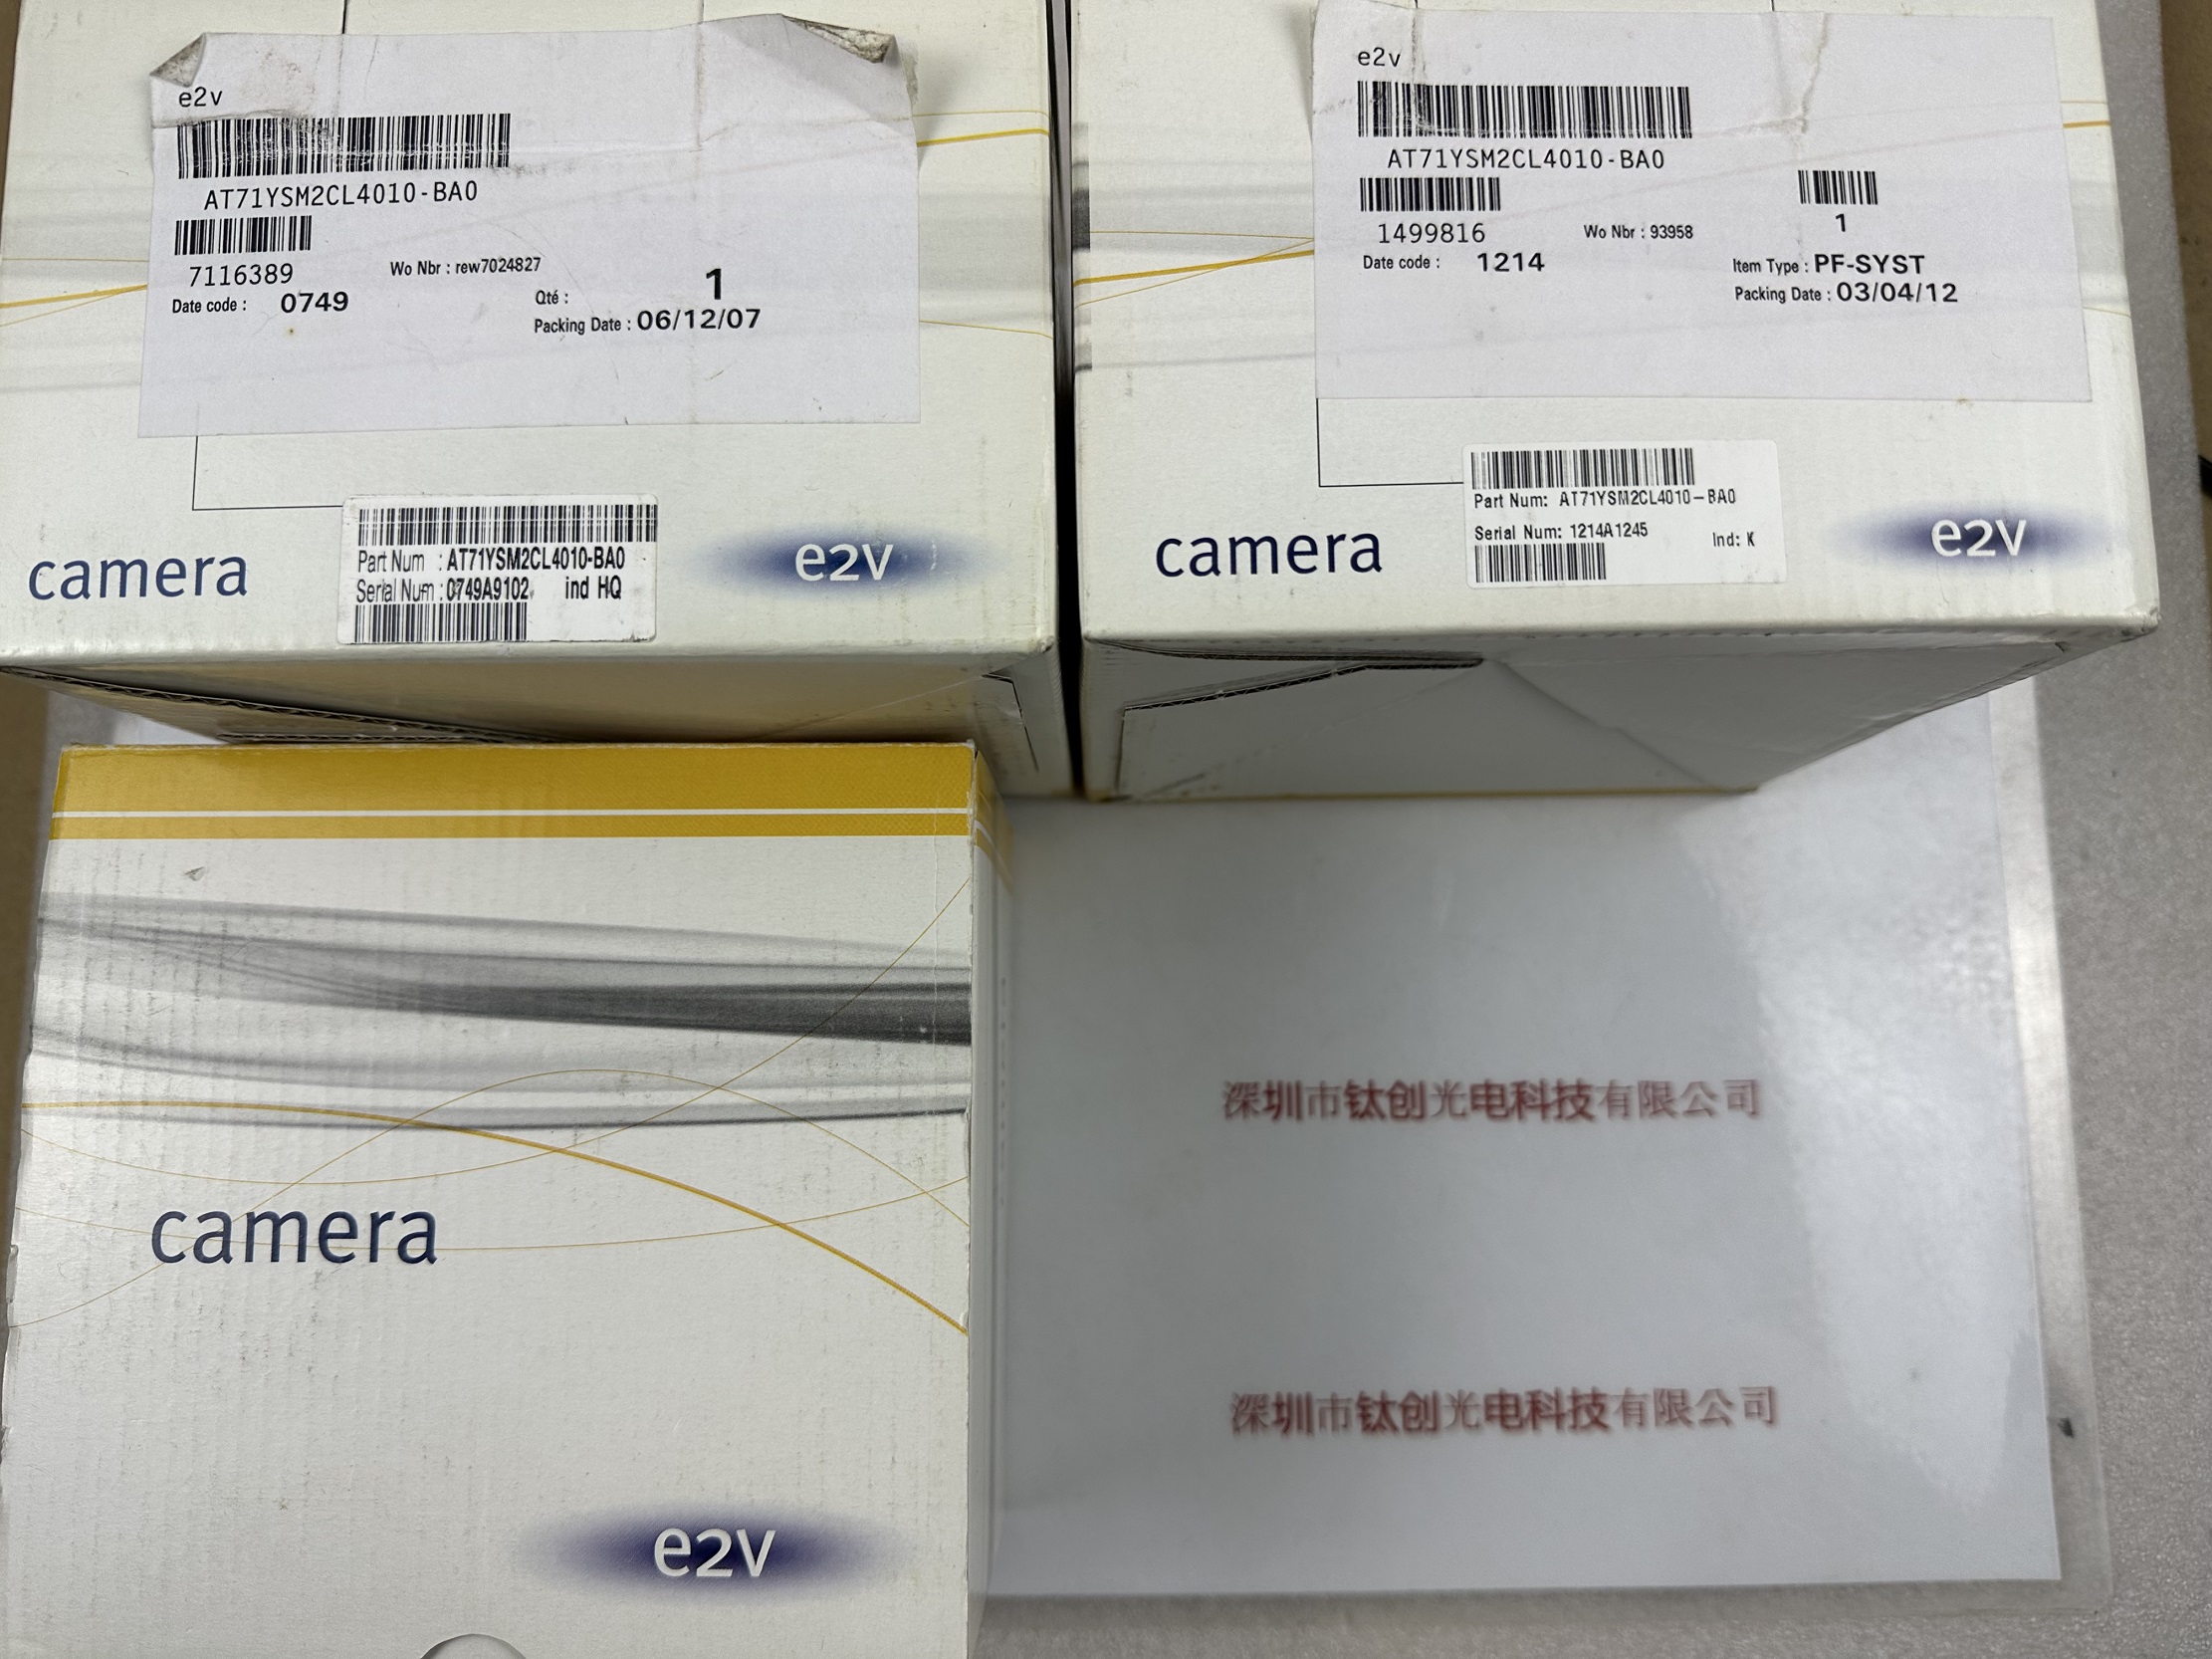 e2v
AT71YSM2CL4010-BA0
7116389
Wo Nbr : rew7024827
Date code : 0749
Qté : 1
Packing Date : 06/12/07
camera
Part Num : AT71YSM2CL4010-BA0
Serial Num : 0749A9102 ind HQ
e2v
e2v
AT71YSM2CL4010-BA0
1499816
Wo Nbr : 93958
1
Date code : 1214
Item Type : PF-SYST
Packing Date : 03/04/12
camera
Part Num: AT71YSM2CL4010-BA0
Serial Num: 1214A1245 Ind: K
e2v
camera
e2v
深圳市钛创光电科技有限公司
深圳市钛创光电科技有限公司